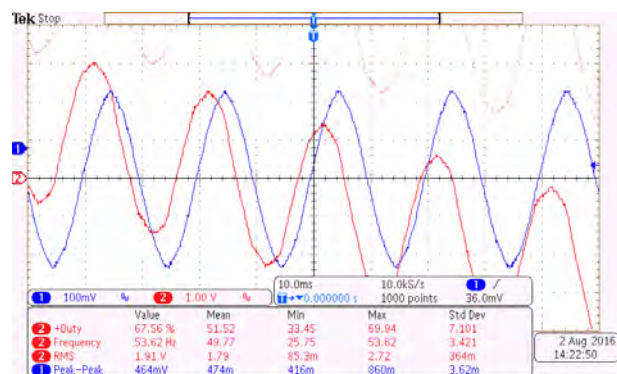 Tek Stop
T
T
1
2
1 100mV 2 1.00 V
10.0ms 10.0kS/s 1
T→▼0.000000 s 1000 points 36.0mV
Value Mean Min Max Std Dev
2 +Duty 67.56 % 51.52 33.45 69.94 7.101
2 Frequency 53.62 Hz 49.77 25.75 53.62 3.421
2 RMS 1.91 V 1.79 85.3m 2.72 364m
1 Peak-Peak 464mV 474m 416m 860m 3.62m
2 Aug 2016
14:22:50